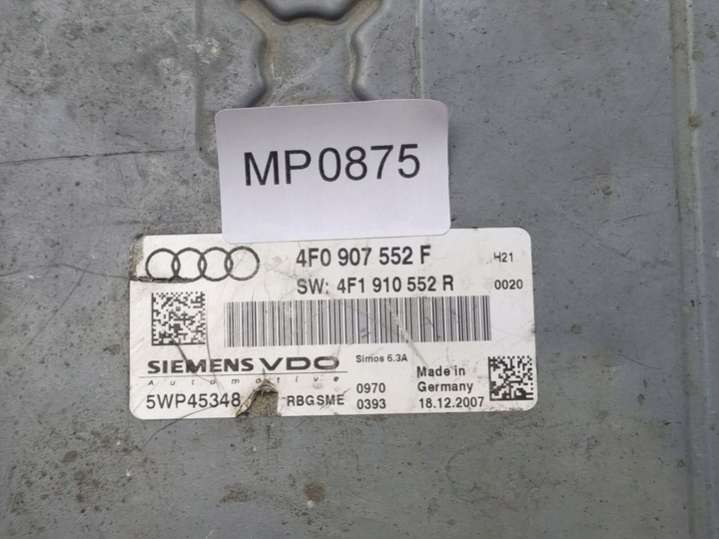 MP0875
4F0 907 552 F
H21
SW: 4F1 910 552 R
0020
SIEMENS VDO
Automotive
Simos 6.3A
Made in
Germany
0970
5WP45348
RBGSME
0393
18.12.2007